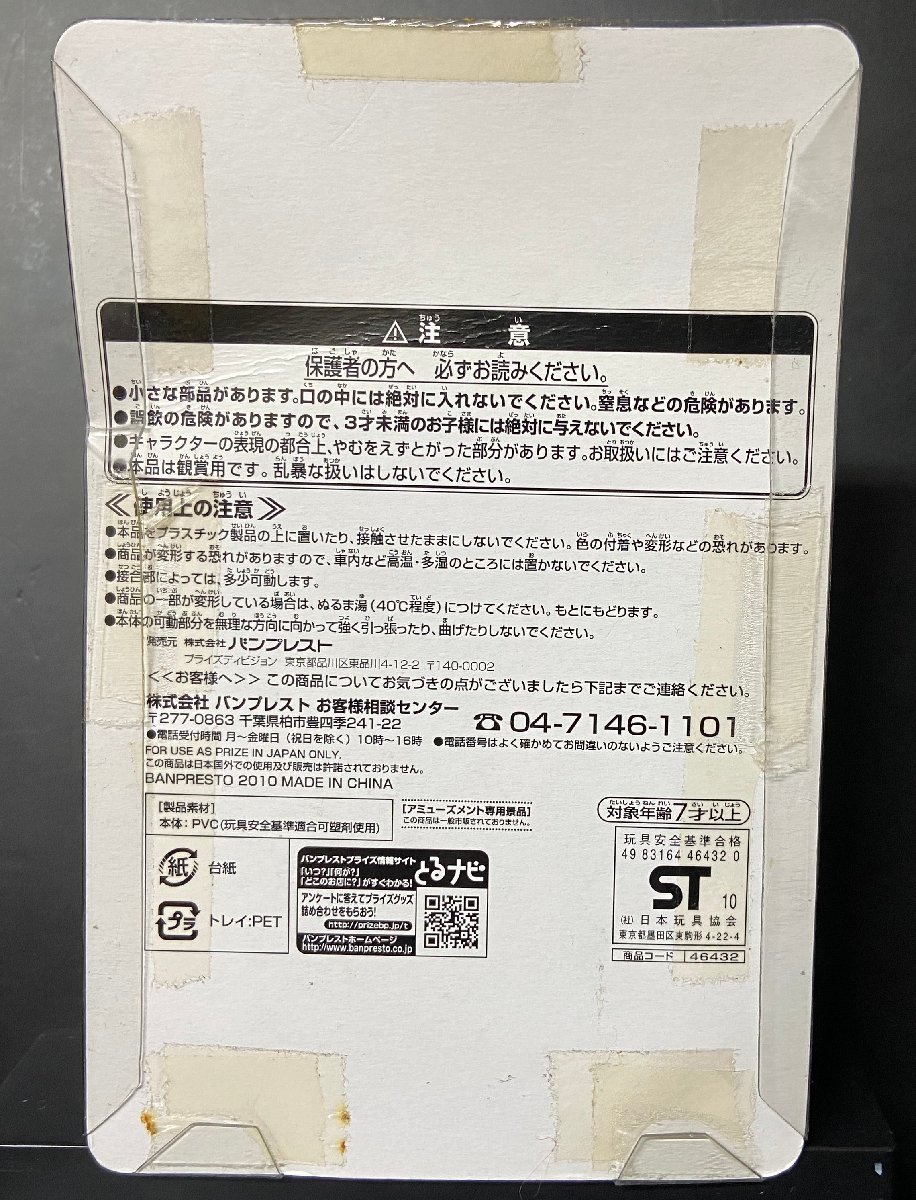 ⚠注意
保護者の方へ 必ずお読みください。
●小さな部品があります。口の中には絶対に入れないでください。窒息などの危険があります。
●誤飲の危険がありますので、3才未満のお子様には絶対に与えないでください。
●キャラクターの表現の都合上、やむをえずとがった部分があります。お取扱いにはご注意ください。
●本品は観賞用です。乱暴な扱いはしないでください。
≪使用上の注意≫
●本品をプラスチック製品の上に置いたり、接触させたままにしないでください。色の付着や変形などの恐れがあります。
●商品が変形する恐れがありますので、車内など高温・多湿のところには置かないでください。
●接合部によっては、多少可動します。
●商品の一部が変形している場合は、ぬるま湯(40℃程度)につけてください。もとにもどります。
●本体の可動部分を無理な方向に向かって強く引っ張ったり、曲げたりしないでください。
発売元 株式会社 バンプレスト
プライズディビジョン 東京都品川区東品川4-12-2 〒140-0002
<<お客様へ>> この商品についてお気づきの点がございましたら下記までご連絡ください。
株式会社 バンプレスト お客様相談センター
〒277-0863 千葉県柏市豊四季241-22 ☎04-7146-1101
●電話受付時間 月〜金曜日(祝日を除く)10時〜16時 ●電話番号はよく確かめてお間違いのないようご注意ください。
FOR USE AS PRIZE IN JAPAN ONLY.
この商品は日本国外での使用及び販売は許諾されておりません。
BANPRESTO 2010 MADE IN CHINA
[製品素材]
本体:PVC(玩具安全基準適合可塑剤使用)
[アミューズメント専用景品]
この商品は一般市販されておりません。
対象年齢7才以上
紙 台紙
プラ トレイ:PET
バンプレストプライズ情報サイト
「いつ?」「何が?」
「どこのお店に?」がすぐわかる!
とるナビ
アンケートに答えてプライズグッズ
詰め合わせをもらおう!
http://prizebp.jp/t
バンプレストホームページ
http://www.banpresto.co.jp
玩具安全基準合格
49 83164 46432 0
ST 10
(社)日本玩具協会
東京都墨田区東駒形 4-22-4
商品コード 46432